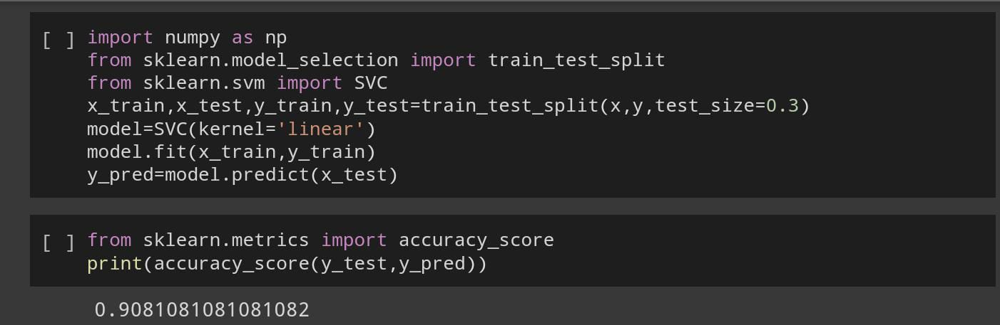 [ ] import numpy as np
from sklearn.model_selection import train_test_split
from sklearn.svm import SVC
x_train,x_test,y_train,y_test=train_test_split(x,y,test_size=0.3)
model=SVC(kernel='linear')
model.fit(x_train,y_train)
y_pred=model.predict(x_test)
[ ] from sklearn.metrics import accuracy_score
print(accuracy_score(y_test,y_pred))
0.9081081081081082